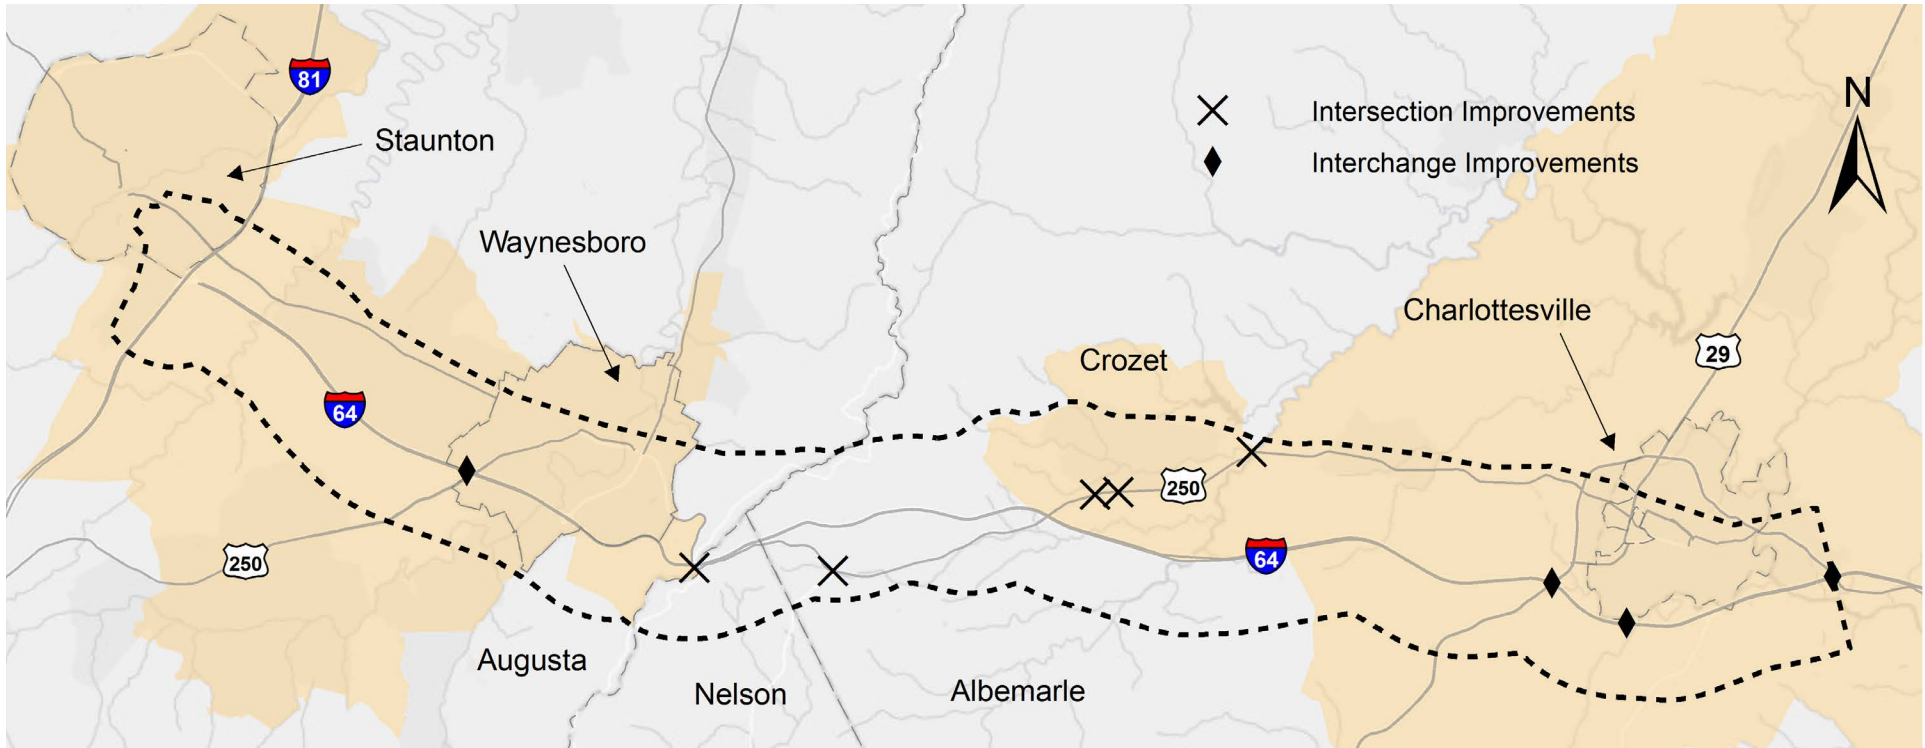 81
Staunton
Intersection Improvements
Interchange Improvements
N
Waynesboro
Charlottesville
29
Crozet
64
250
250
64
Augusta
Nelson
Albemarle